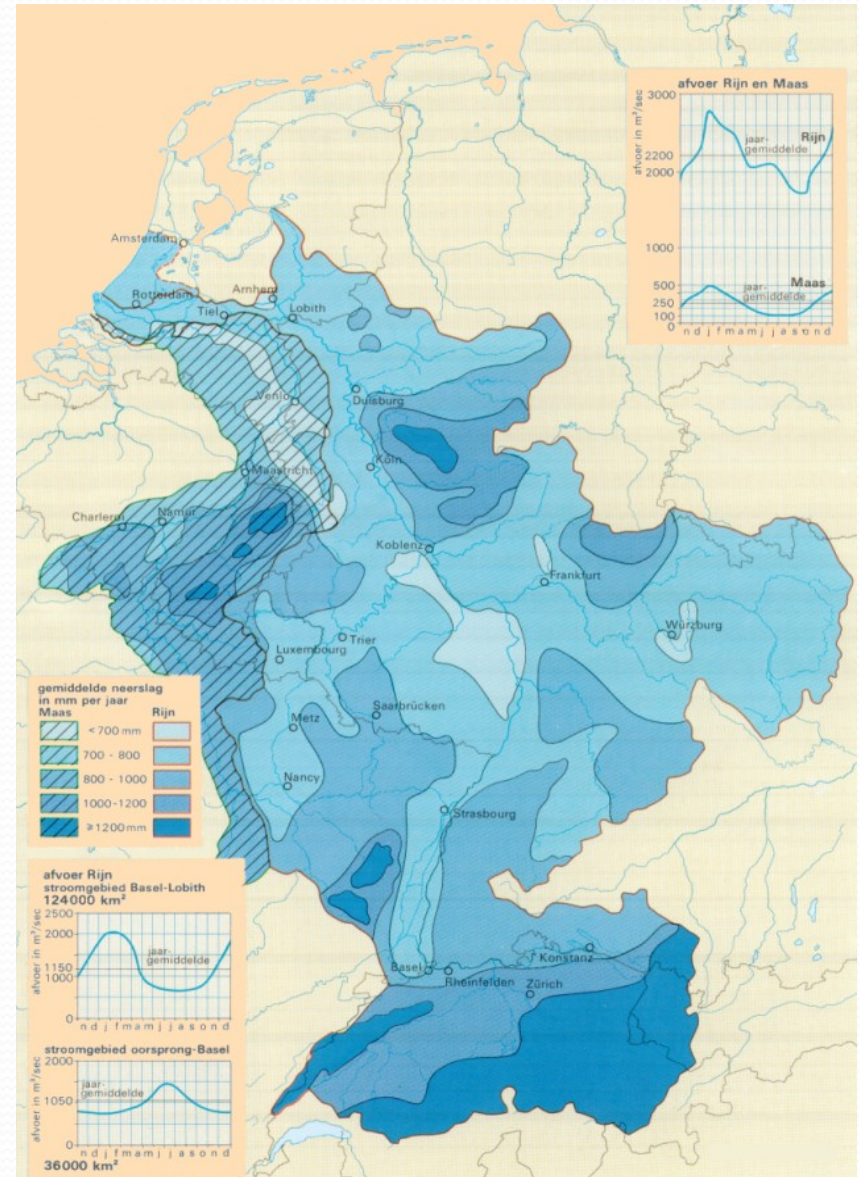 afvoer Rijn en Maas
afvoer in m³/sec
3000
2200
2000
1000
500
250
100
0
jaar-
gemiddelde
Rijn
jaar-
gemiddelde
Maas
n d j f m a m j j a s o n d
Amsterdam
Rotterdam
Tiel
Arnhem
Lobith
Venlo
Duisburg
Maastricht
Köln
Charleroi
Namur
Koblenz
Frankfurt
Würzburg
Trier
Luxembourg
Saarbrücken
Metz
Nancy
Strasbourg
Basel
Rheinfelden
Konstanz
Zürich
gemiddelde neerslag
in mm per jaar
Maas Rijn
<700 mm
700 - 800
800 - 1000
1000-1200
≥1200mm
afvoer Rijn
stroomgebied Basel-Lobith
124000 km²
afvoer in m³/sec
2500
2000
1150
1000
0
jaar-
gemiddelde
n d j f m a m j j a s o n d
stroomgebied oorsprong-Basel
afvoer in m³/sec
2000
1050
0
jaar-
gemiddelde
n d j f m a m j j a s o n d
36000 km²